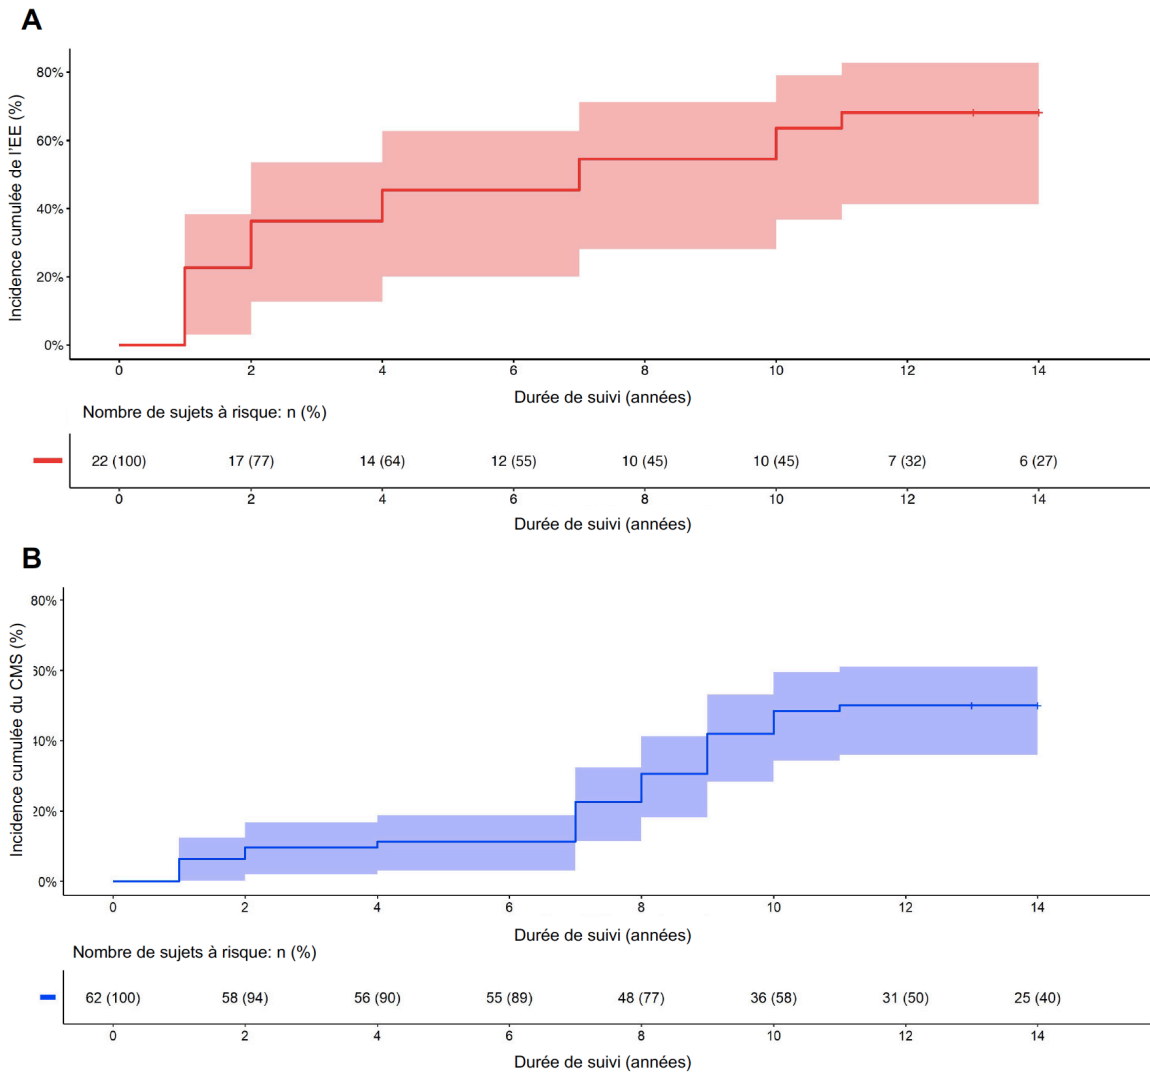 A
Incidence cumulée de l'EE (%)
80%
60%
40%
20%
0%
0 2 4 6 8 10 12 14
Durée de suivi (années)
Nombre de sujets à risque: n (%)
22 (100) 17 (77) 14 (64) 12 (55) 10 (45) 10 (45) 7 (32) 6 (27)
0 2 4 6 8 10 12 14
Durée de suivi (années)
B
Incidence cumulée du CMS (%)
80%
60%
40%
20%
0%
0 2 4 6 8 10 12 14
Durée de suivi (années)
Nombre de sujets à risque: n (%)
62 (100) 58 (94) 56 (90) 55 (89) 48 (77) 36 (58) 31 (50) 25 (40)
0 2 4 6 8 10 12 14
Durée de suivi (années)